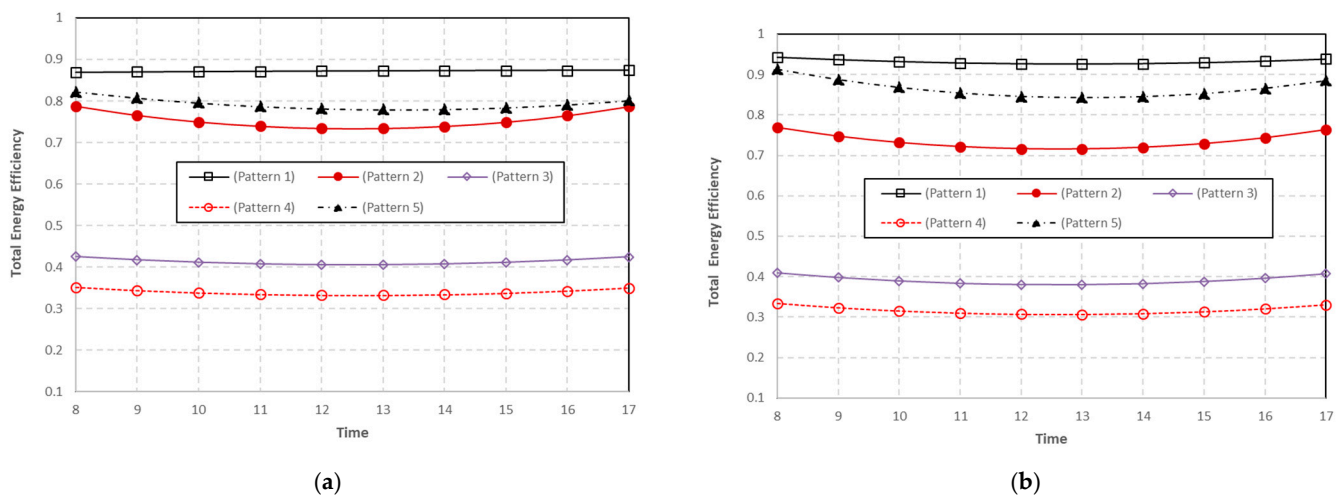 1
0.9
0.8
0.7
0.6
0.5
0.4
0.3
0.2
0.1
Total Energy Efficiency
(Pattern 1) (Pattern 2) (Pattern 3)
(Pattern 4) (Pattern 5)
8 9 10 11 12 13 14 15 16 17
Time
(a)
1
0.9
0.8
0.7
0.6
0.5
0.4
0.3
0.2
0.1
Total Energy Efficiency
(Pattern 1) (Pattern 2) (Pattern 3)
(Pattern 4) (Pattern 5)
8 9 10 11 12 13 14 15 16 17
Time
(b)